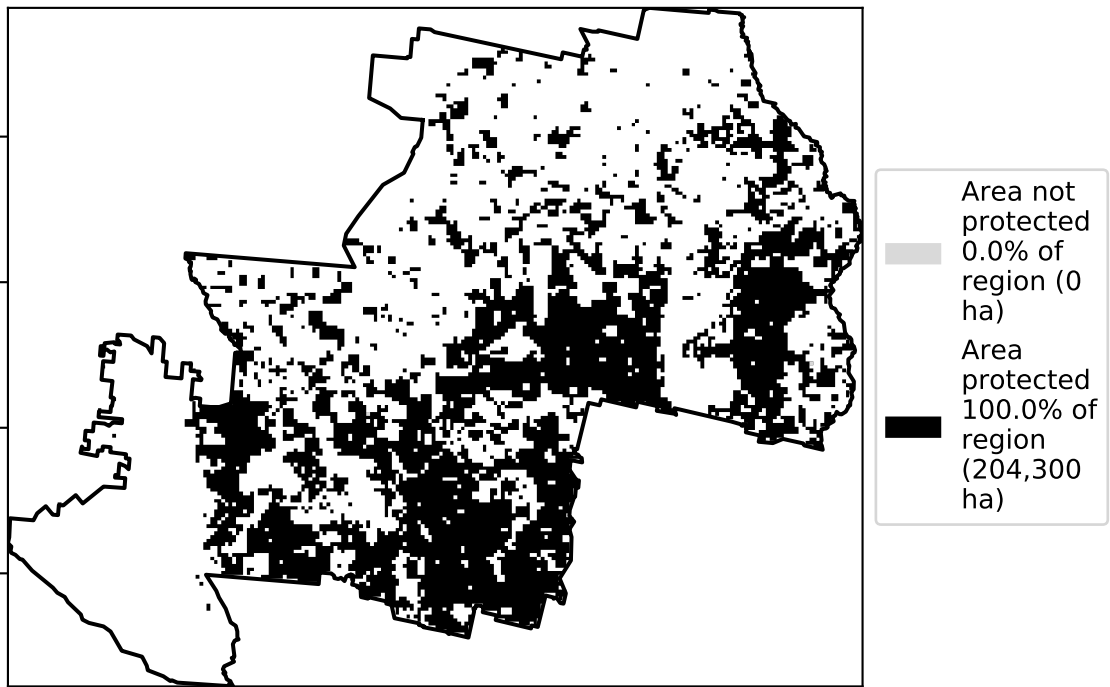 Area not
protected
0.0% of
region (0
ha)
Area
protected
100.0% of
region
(204,300
ha)